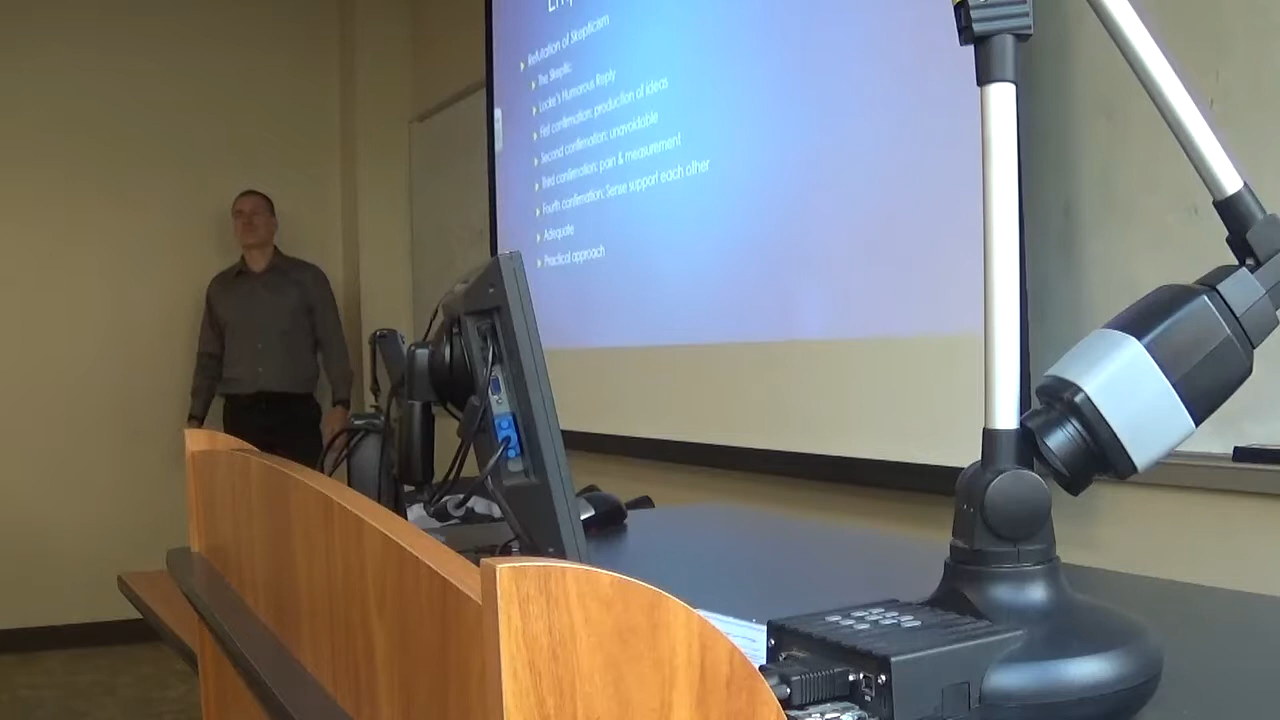 Refutation of Skepticism
The Skeptic
Locke's Humorous Reply
First confirmation: production of ideas
Second confirmation: unavoidable
Third confirmation: pain & measurement
Fourth confirmation: Sense support each other
Adequate
Practical approach